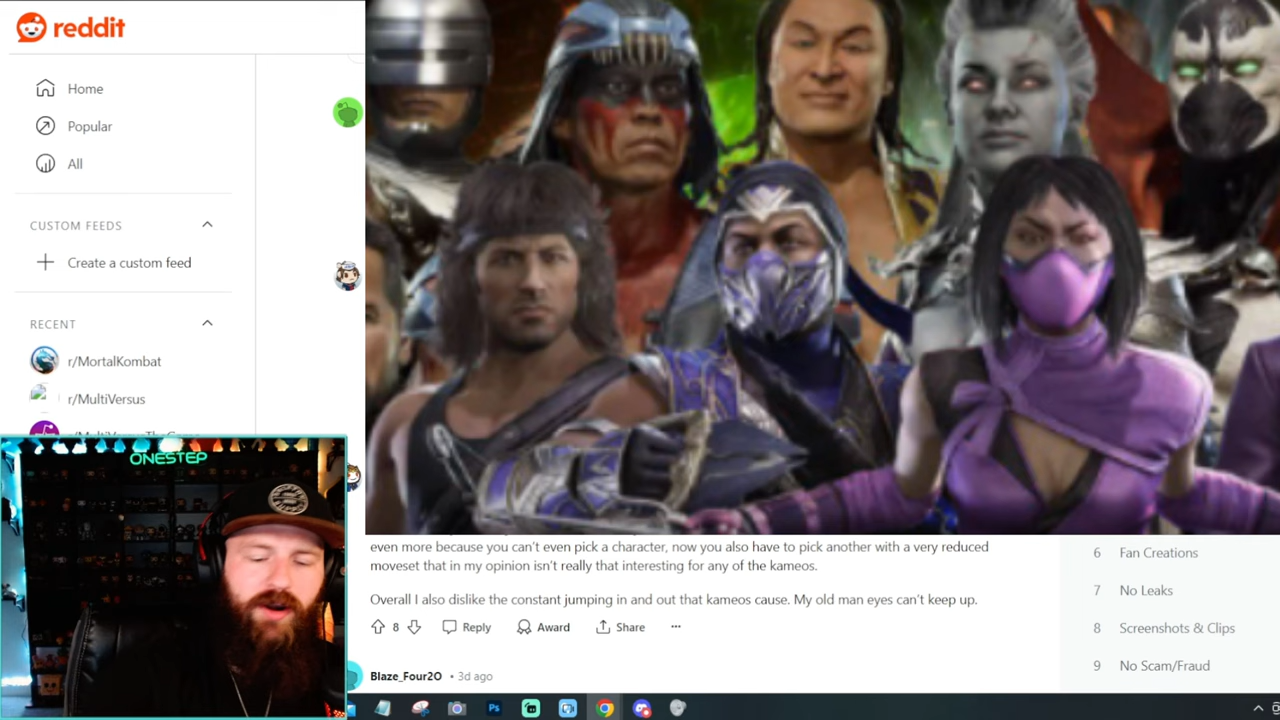 reddit
Home
Popular
All
CUSTOM FEEDS
Create a custom feed
RECENT
r/MortalKombat
r/MultiVersus
ONESTEP
even more because you can't even pick a character, now you also have to pick another with a very reduced
moveset that in my opinion isn't really that interesting for any of the kameos.
Overall I also dislike the constant jumping in and out that kameos cause. My old man eyes can't keep up.
8 Reply Award Share ...
Blaze_Four2O • 3d ago
6 Fan Creations
7 No Leaks
8 Screenshots & Clips
9 No Scam/Fraud
Ps